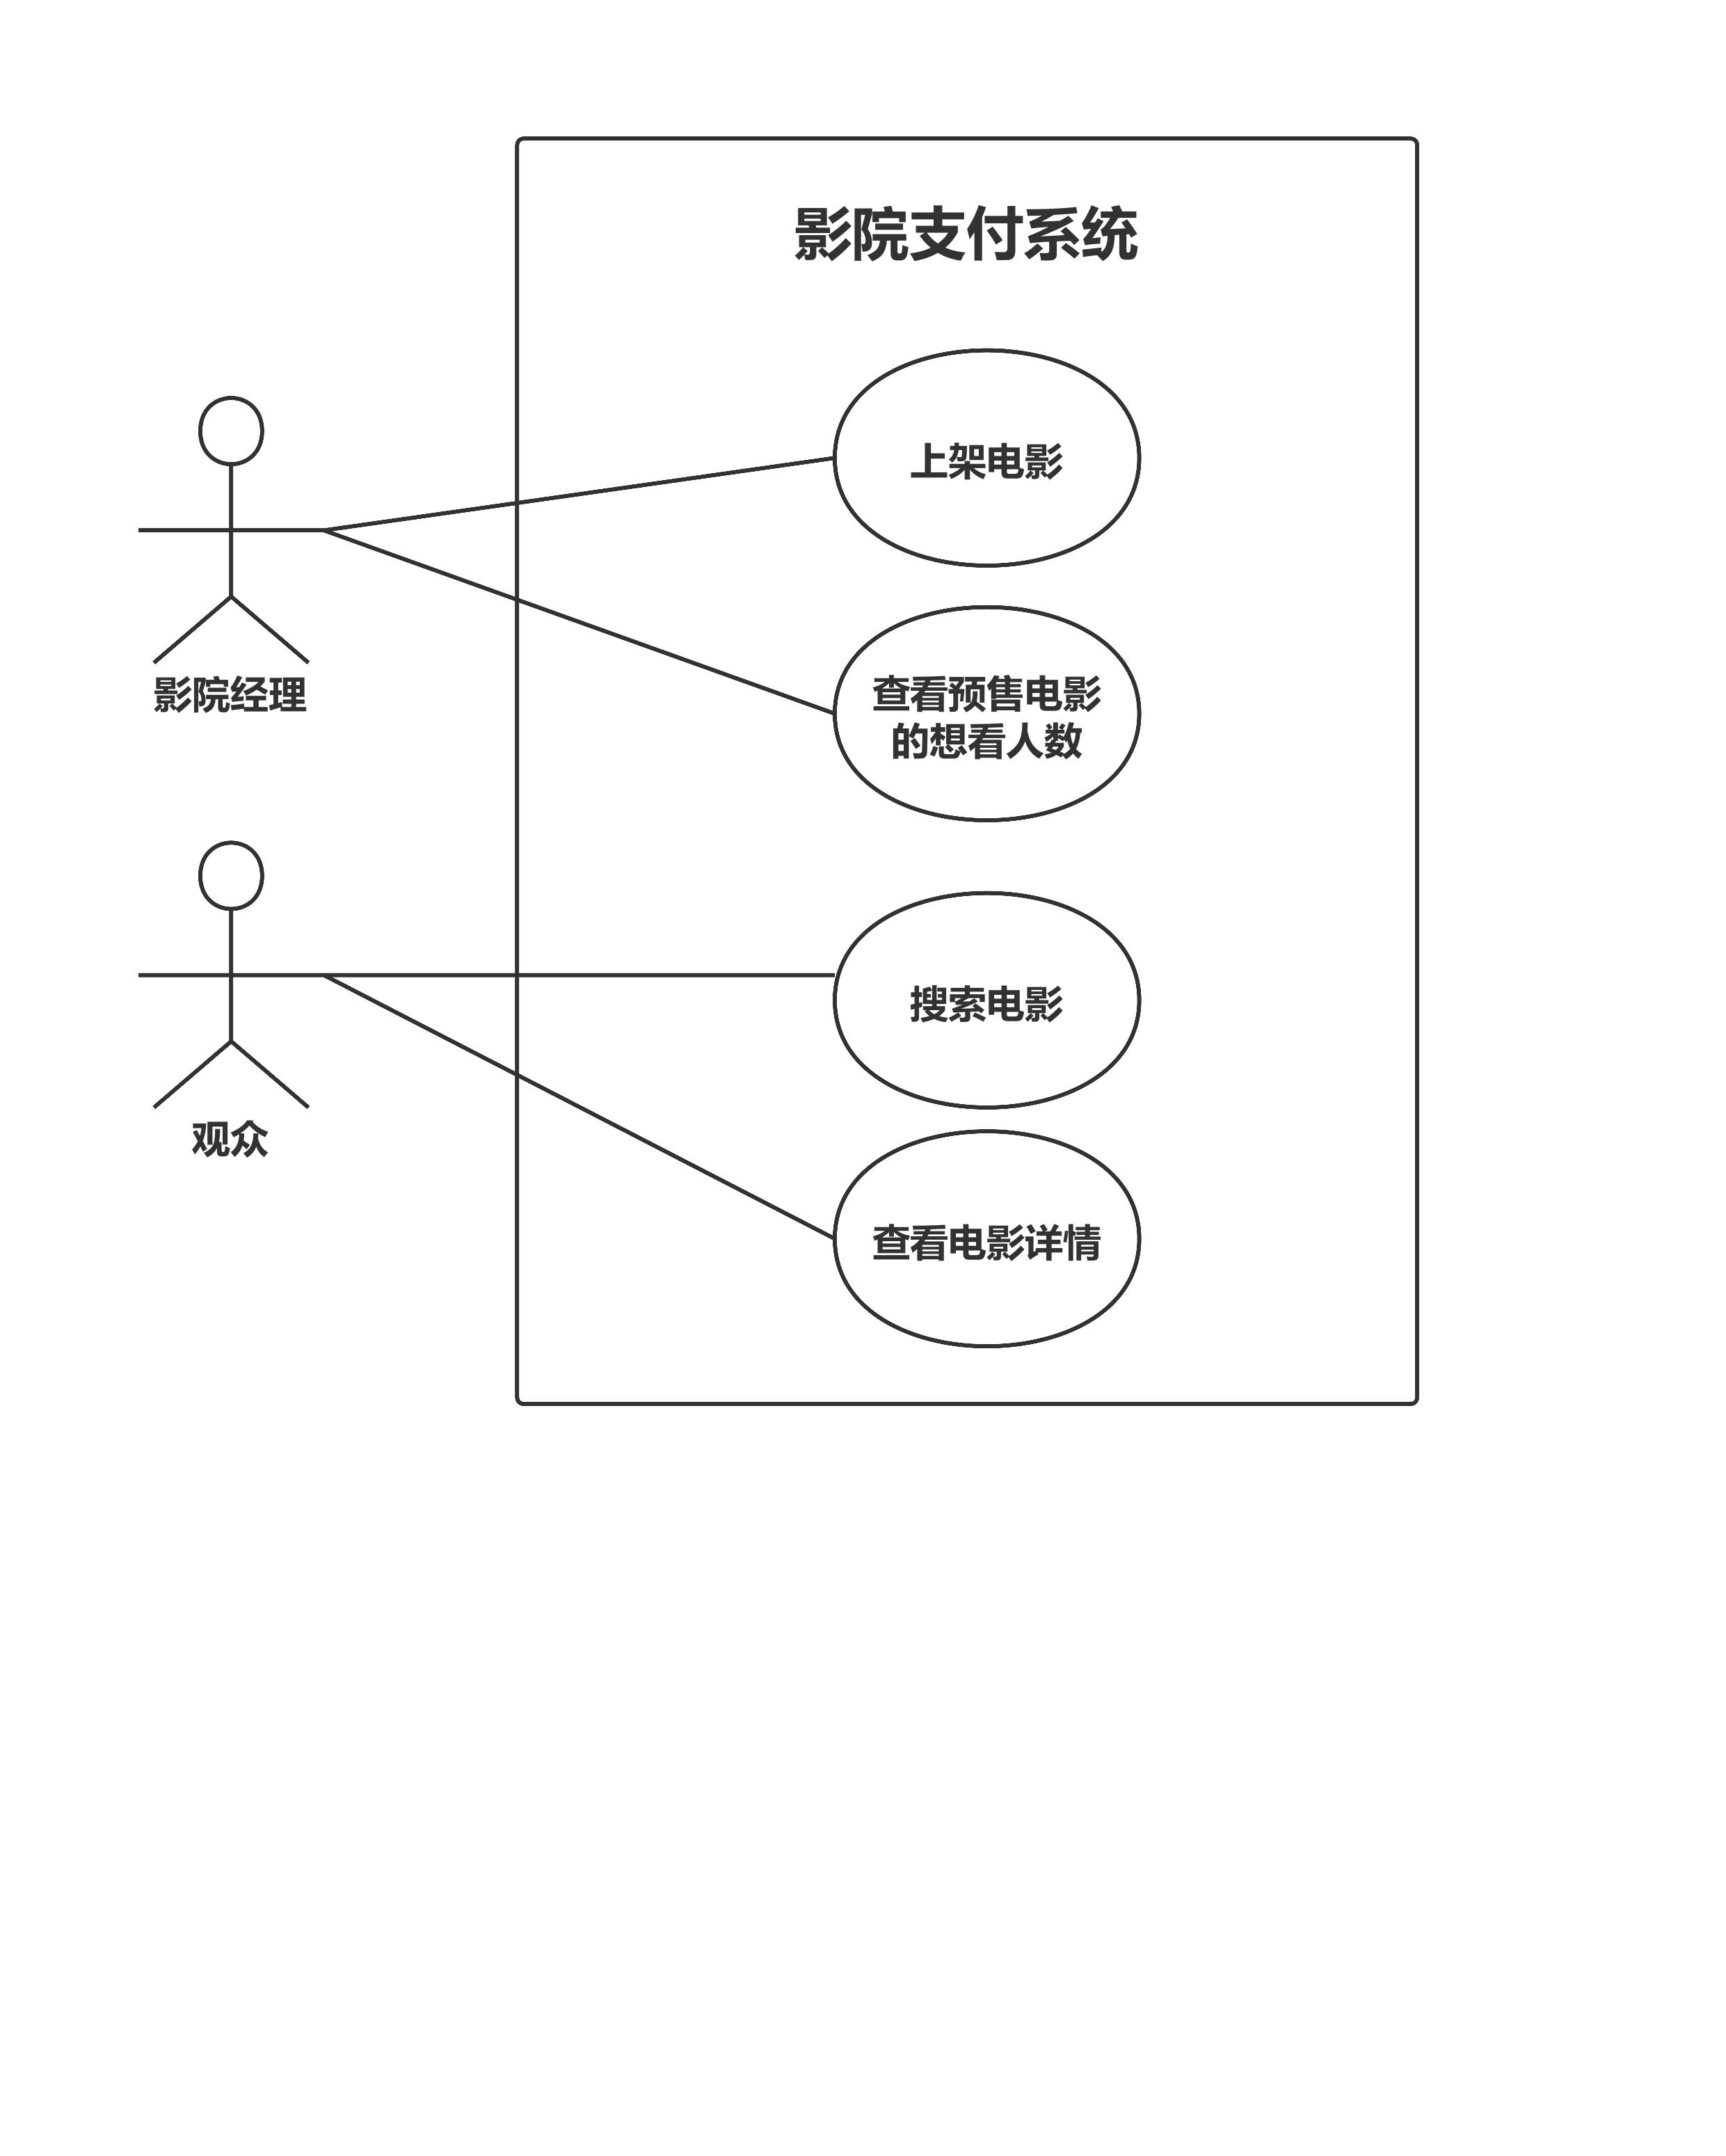 影院支付系统
上架电影
影院经理
查看预售电影
的想看人数
搜索电影
观众
查看电影详情